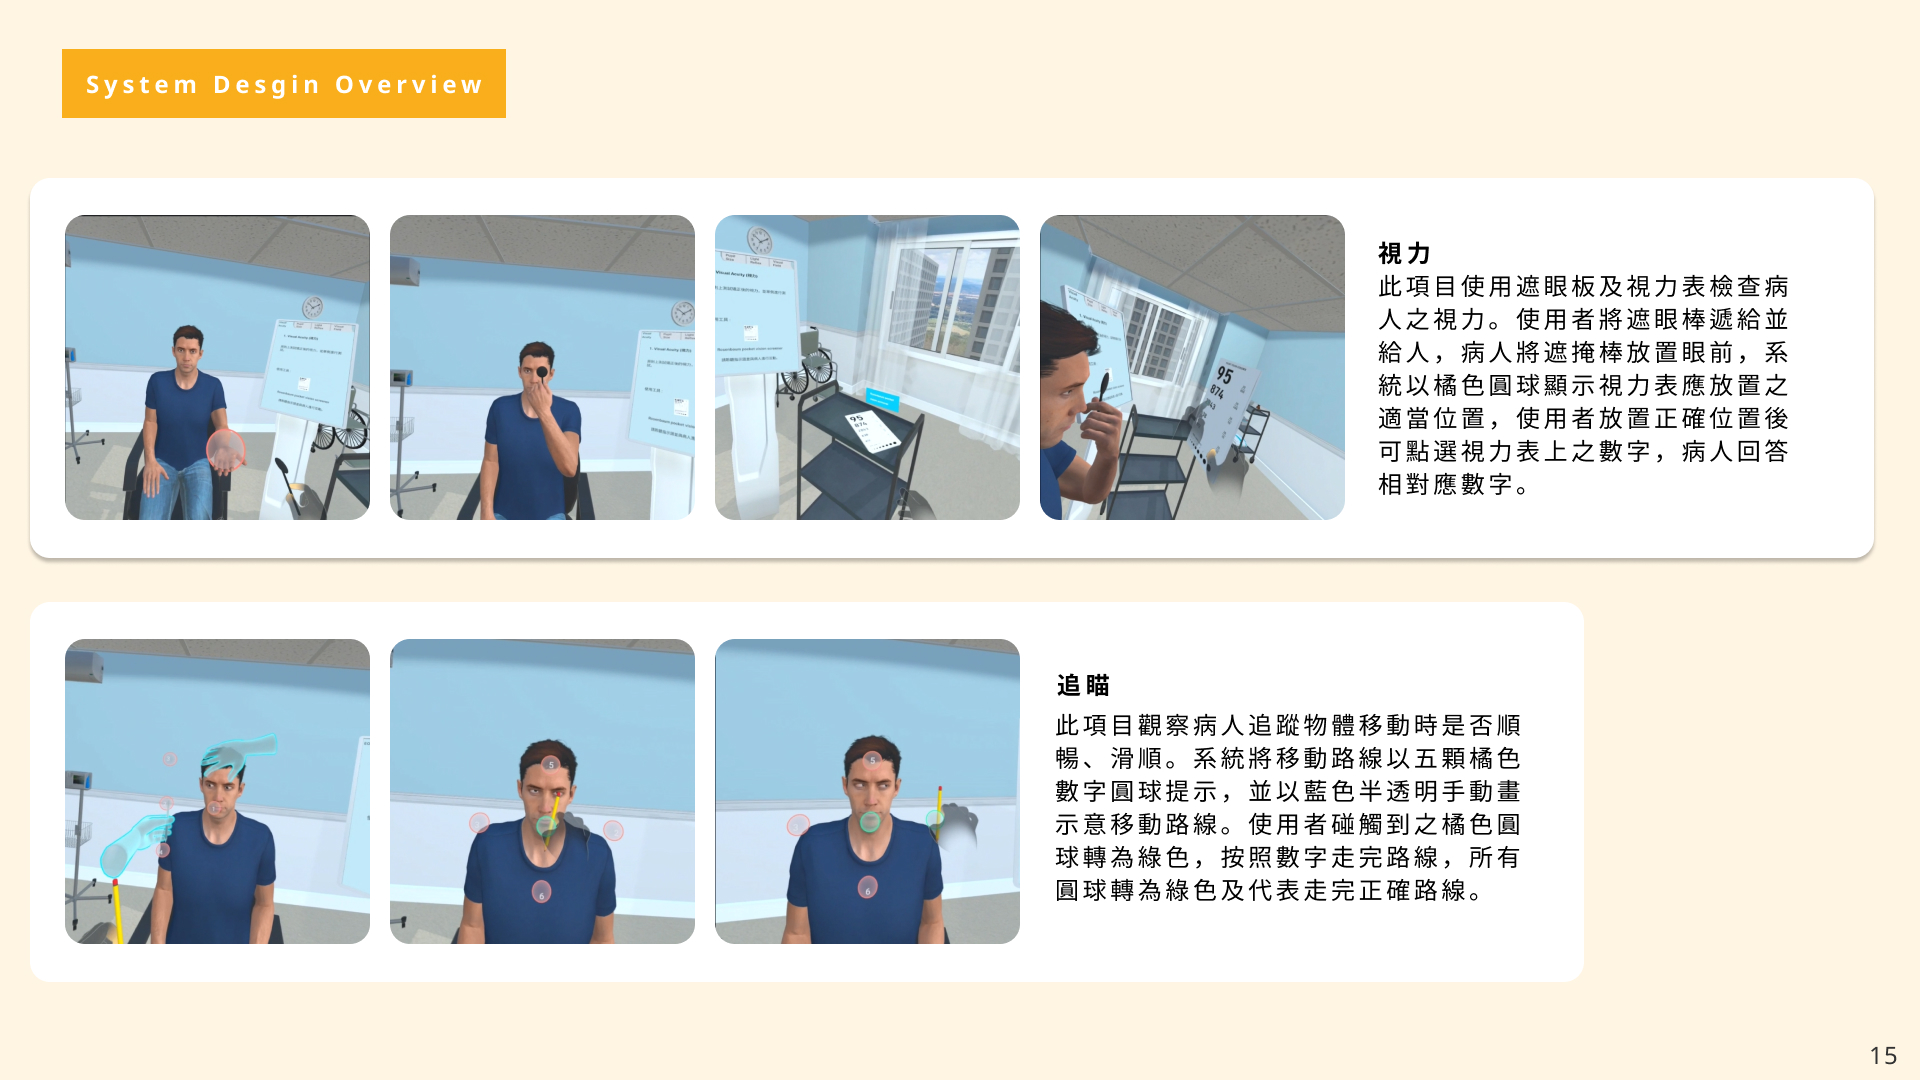 System Desgin Overview
視力
此項目使用遮眼板及視力表檢查病
人之視力。使用者將遮眼棒遞給並
給人，病人將遮掩棒放置眼前，系
統以橘色圓球顯示視力表應放置之
適當位置，使用者放置正確位置後
可點選視力表上之數字，病人回答
相對應數字。
95
874
95
874
追瞄
此項目觀察病人追蹤物體移動時是否順
暢、滑順。系統將移動路線以五顆橘色
數字圓球提示，並以藍色半透明手動畫
示意移動路線。使用者碰觸到之橘色圓
球轉為綠色，按照數字走完路線，所有
圓球轉為綠色及代表走完正確路線。
5
6
5
6
15